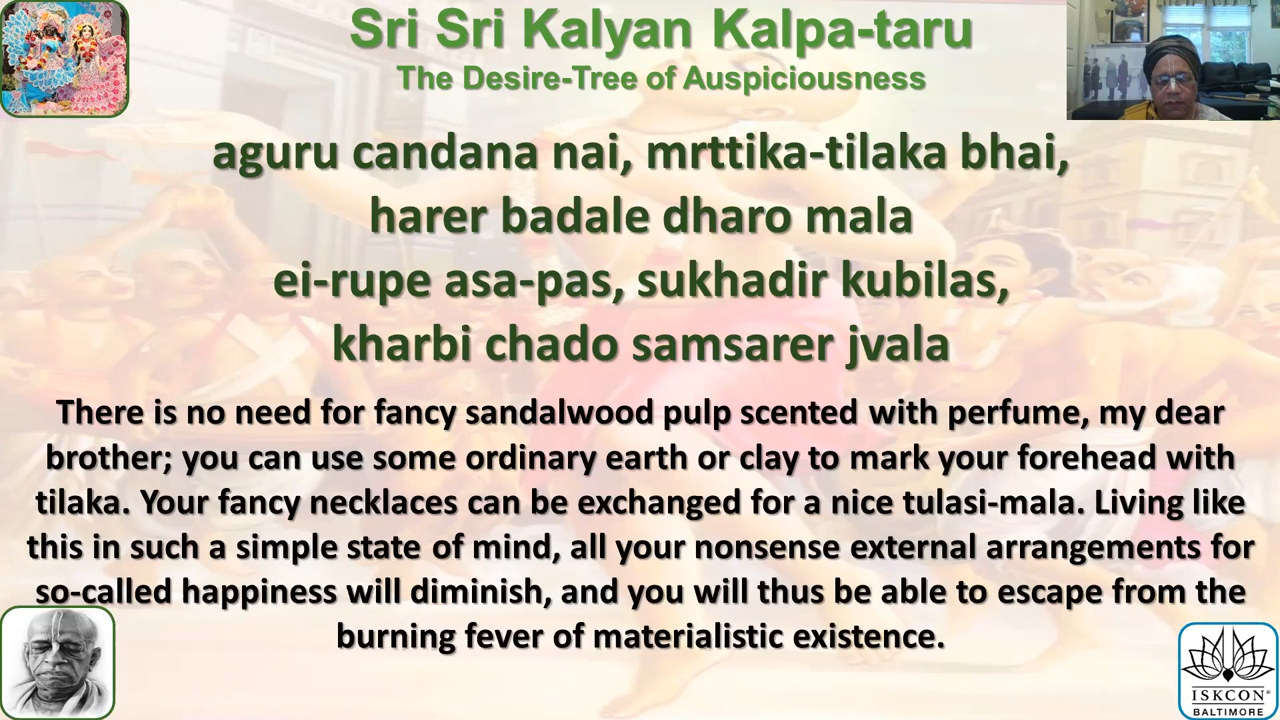 Sri Sri Kalyan Kalpa-taru
The Desire-Tree of Auspiciousness
aguru candana nai, mrttika-tilaka bhai,
harer badale dharo mala
ei-rupe asa-pas, sukhadir kubilas,
kharbi chado samsarer jvala
There is no need for fancy sandalwood pulp scented with perfume, my dear
brother; you can use some ordinary earth or clay to mark your forehead with
tilaka. Your fancy necklaces can be exchanged for a nice tulasi-mala. Living like
this in such a simple state of mind, all your nonsense external arrangements for
so-called happiness will diminish, and you will thus be able to escape from the
burning fever of materialistic existence.
ISKCON®
BALTIMORE